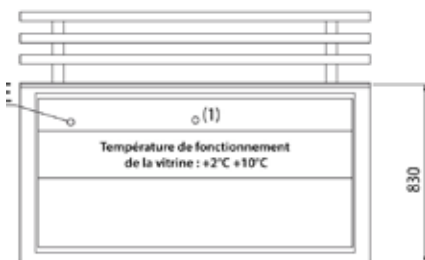 (1)
Température de fonctionnement
de la vitrine : +2°C +10°C
830